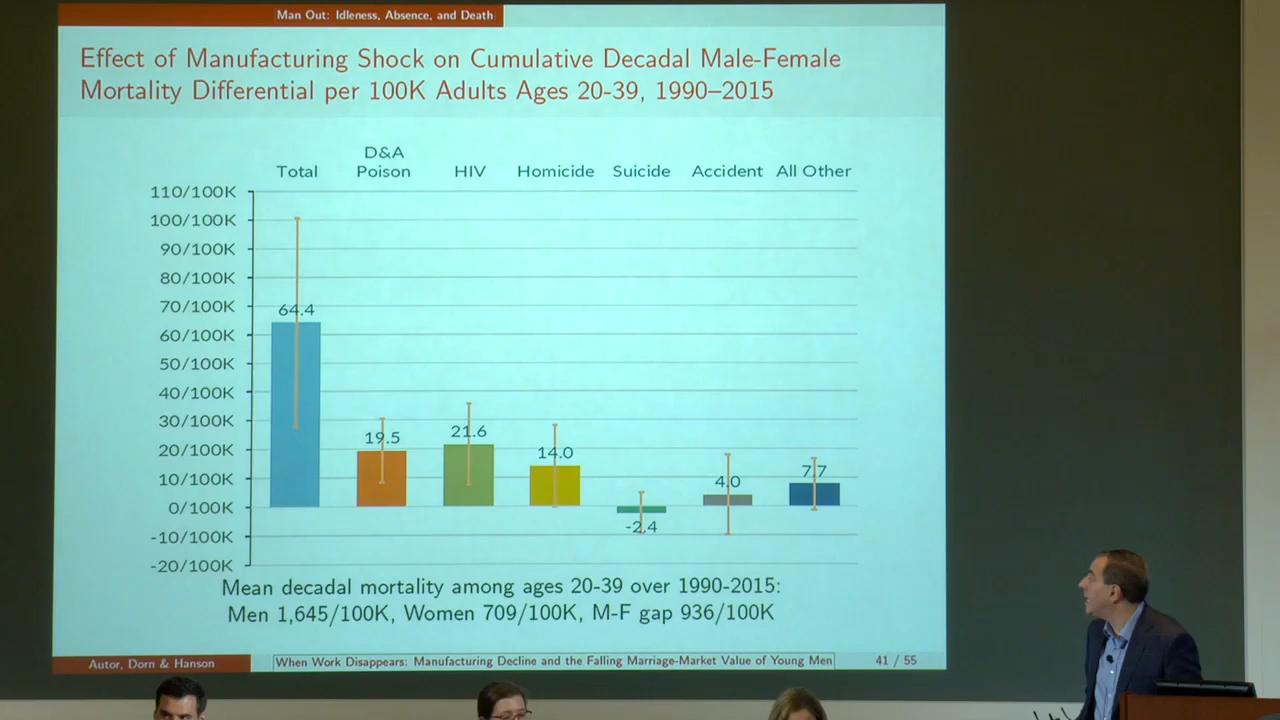 Man Out: Idleness, Absence, and Death
Effect of Manufacturing Shock on Cumulative Decadal Male-Female
Mortality Differential per 100K Adults Ages 20-39, 1990–2015
D&A
Total Poison HIV Homicide Suicide Accident All Other
110/100K
100/100K
90/100K
80/100K
70/100K
64.4
60/100K
50/100K
40/100K
30/100K
19.5 21.6 14.0
20/100K
10/100K
4.0 7.7
0/100K
-2.4
-10/100K
-20/100K
Mean decadal mortality among ages 20-39 over 1990-2015:
Men 1,645/100K, Women 709/100K, M-F gap 936/100K
Autor, Dorn & Hanson When Work Disappears: Manufacturing Decline and the Falling Marriage-Market Value of Young Men 41 / 55